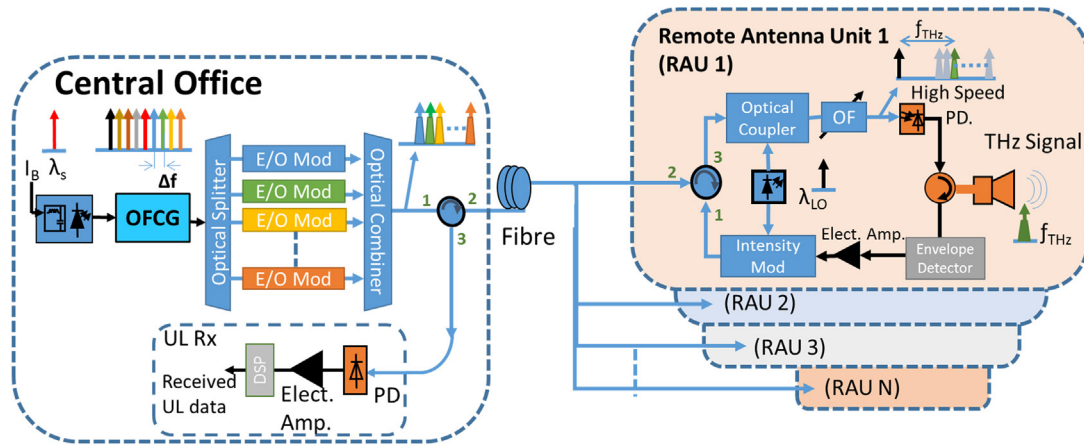 Central Office
I_B λ_s
Δf
OFCG
Optical Splitter
E/O Mod
E/O Mod
E/O Mod
E/O Mod
Optical Combiner
1
2
3
Fibre
UL Rx
Received
UL data
DSP
Elect.
Amp.
PD
Remote Antenna Unit 1
(RAU 1)
f_THz
High Speed
PD.
Optical
Coupler
OF
THz Signal
2
3
1
λ_LO
f_THz
Intensity
Mod
Elect. Amp.
Envelope
Detector
(RAU 2)
(RAU 3)
(RAU N)